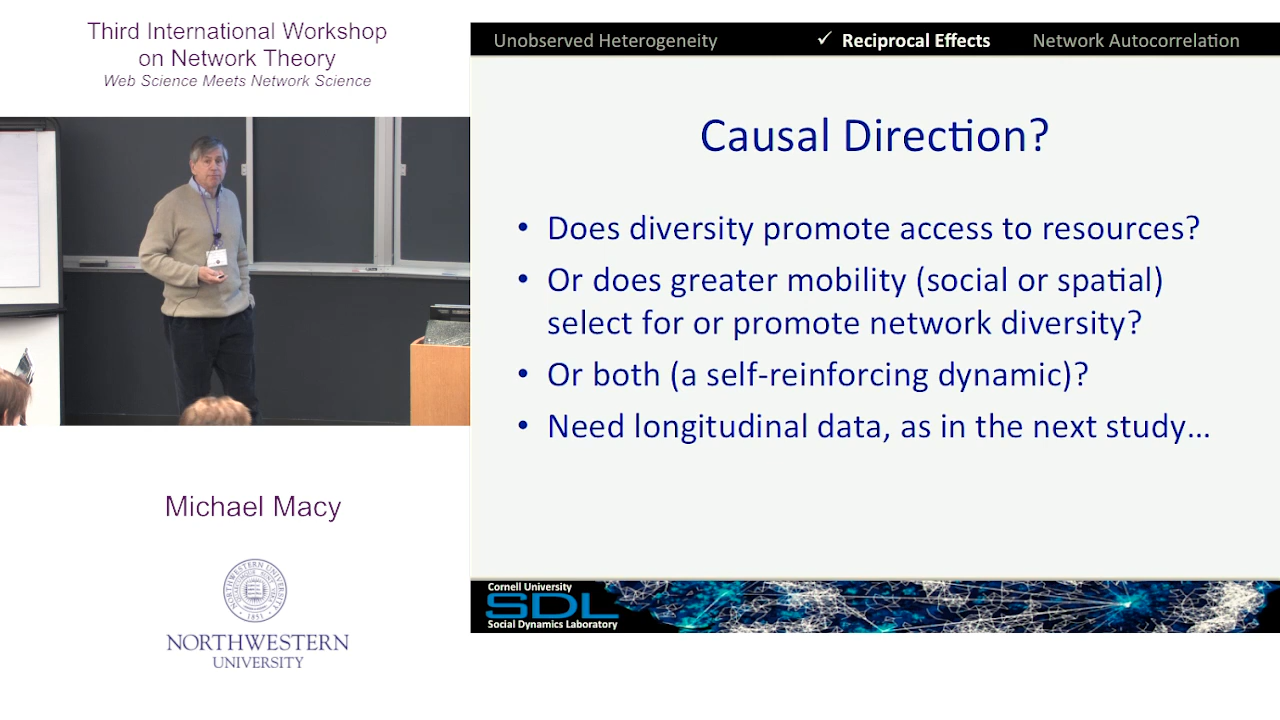 Third International Workshop
on Network Theory
Web Science Meets Network Science
Michael Macy
NORTHWESTERN UNIVERSITY
1851
NORTHWESTERN
UNIVERSITY
Unobserved Heterogeneity ✓ Reciprocal Effects Network Autocorrelation
Causal Direction?
• Does diversity promote access to resources?
• Or does greater mobility (social or spatial)
select for or promote network diversity?
• Or both (a self-reinforcing dynamic)?
• Need longitudinal data, as in the next study…
Cornell University
SDL
Social Dynamics Laboratory